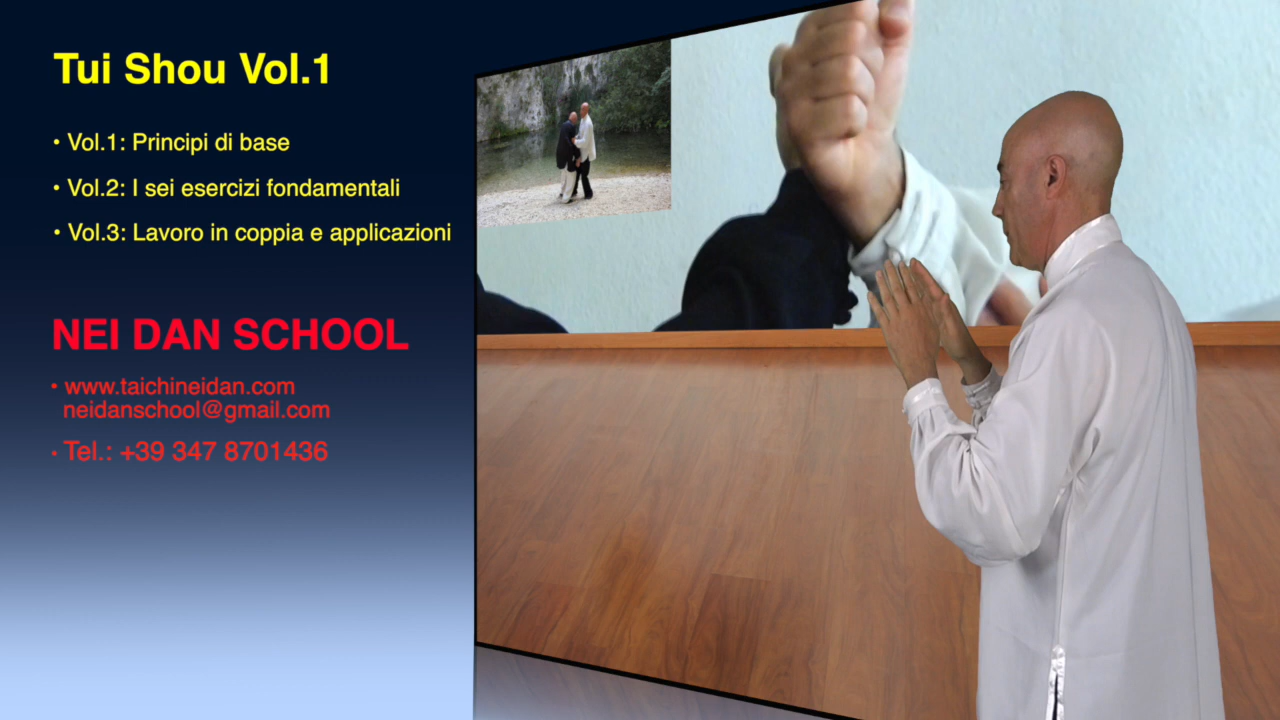 Tui Shou Vol.1
• Vol.1: Principi di base
• Vol.2: I sei esercizi fondamentali
• Vol.3: Lavoro in coppia e applicazioni
NEI DAN SCHOOL
• www.taichineidan.com
neidanschool@gmail.com
• Tel.: +39 347 8701436